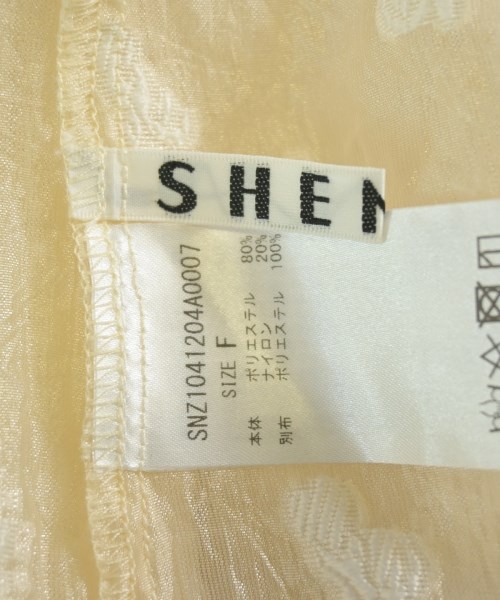 SHEN
SNZ1041204A0007
SIZE F
本体 ポリエステル 80%
ナイロン 20%
別布 ポリエステル 100%